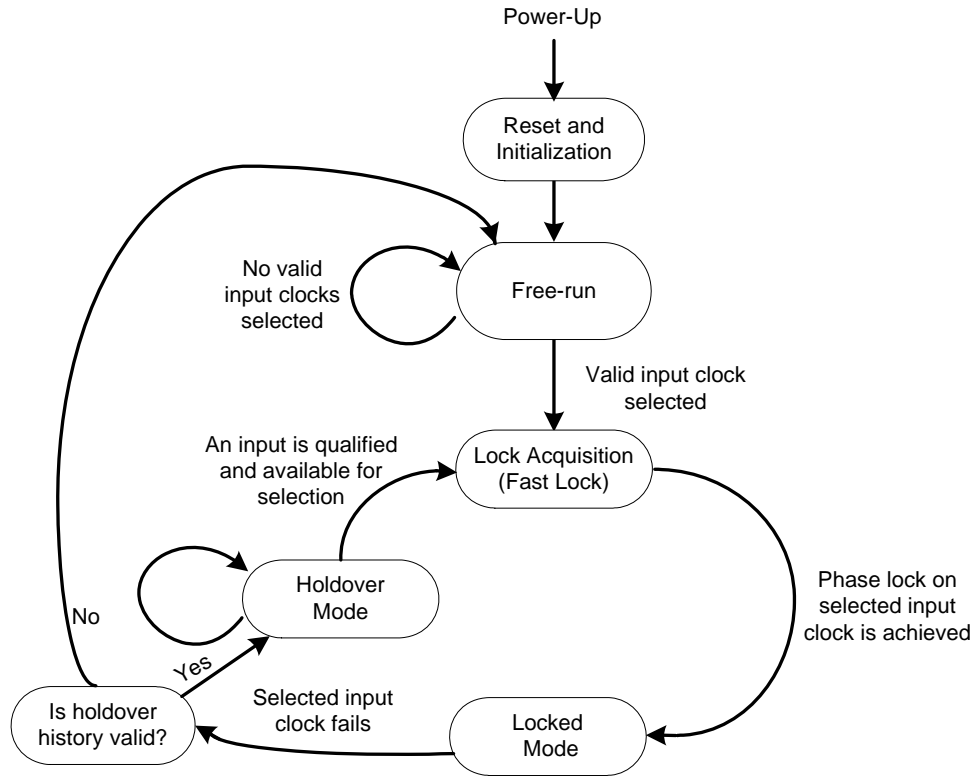 Power-Up
Reset and
Initialization
No valid
input clocks
selected
Free-run
Valid input clock
selected
An input is qualified
and available for
selection
Lock Acquisition
(Fast Lock)
Holdover
Mode
Phase lock on
selected input
clock is achieved
No
Yes
Is holdover
history valid?
Selected input
clock fails
Locked
Mode